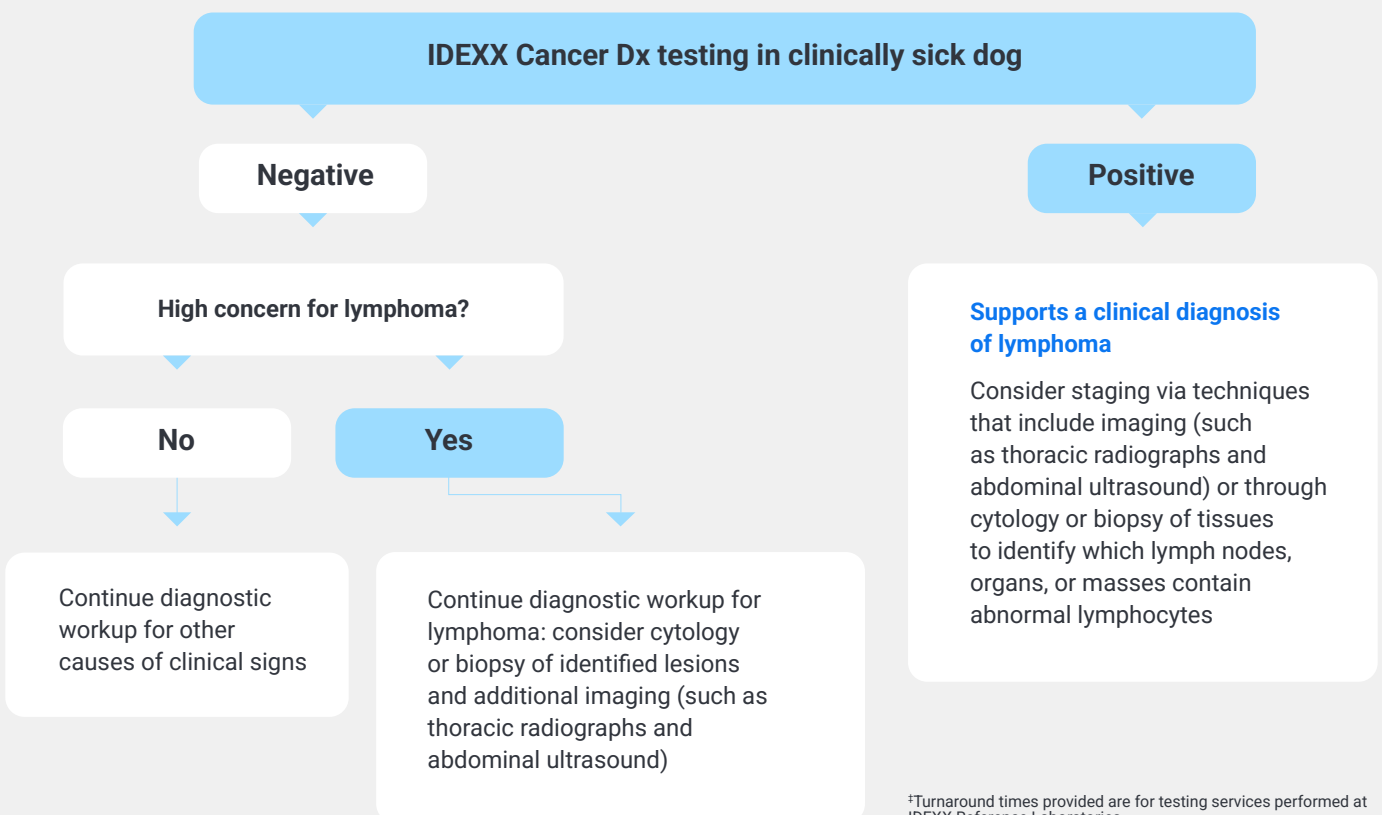 IDEXX Cancer Dx testing in clinically sick dog
Negative
Positive
High concern for lymphoma?
No
Yes
Continue diagnostic
workup for other
causes of clinical signs
Continue diagnostic workup for
lymphoma: consider cytology
or biopsy of identified lesions
and additional imaging (such as
thoracic radiographs and
abdominal ultrasound)
Supports a clinical diagnosis
of lymphoma
Consider staging via techniques
that include imaging (such
as thoracic radiographs and
abdominal ultrasound) or through
cytology or biopsy of tissues
to identify which lymph nodes,
organs, or masses contain
abnormal lymphocytes
‡Turnaround times provided are for testing services performed at
IDEXX Reference Laboratories